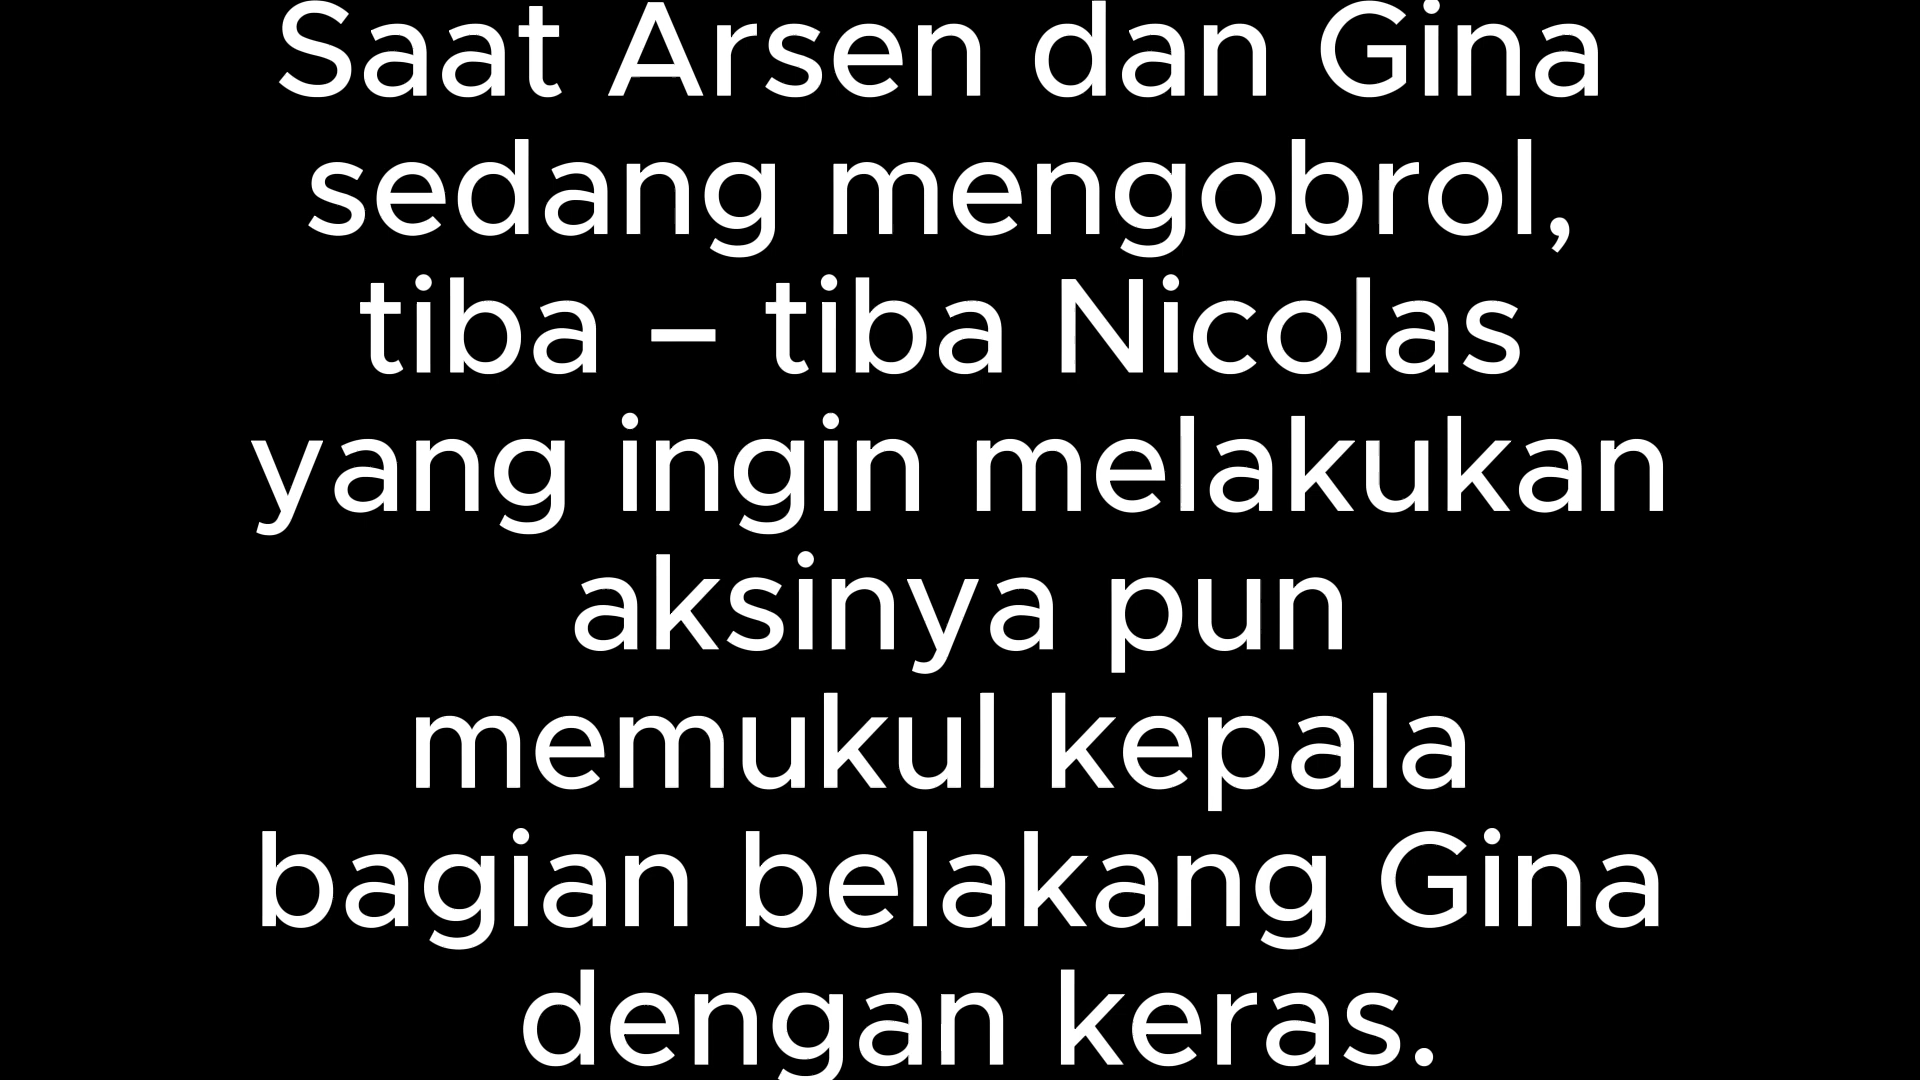 Saat Arsen dan Gina
sedang mengobrol,
tiba – tiba Nicolas
yang ingin melakukan
aksinya pun
memukul kepala
bagian belakang Gina
dengan keras.